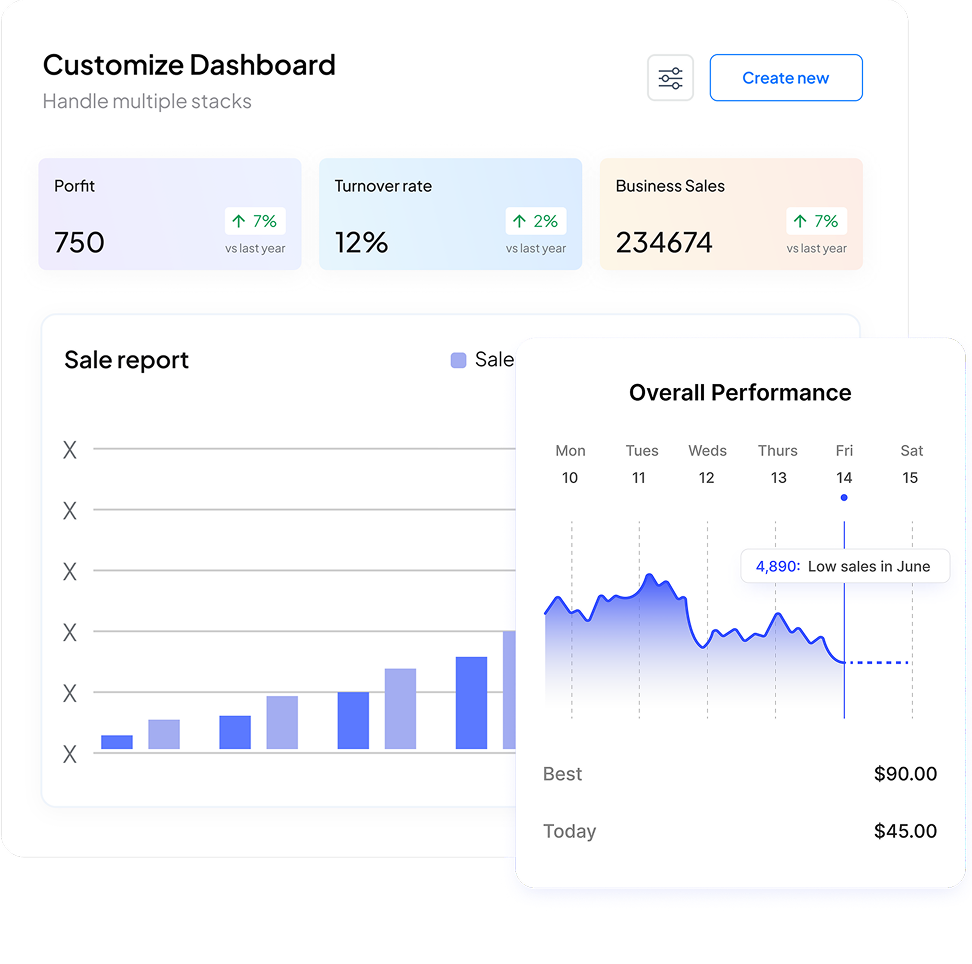 Customize Dashboard
Handle multiple stacks
Create new
Porfit
750
7%
vs last year
Turnover rate
12%
2%
vs last year
Business Sales
234674
7%
vs last year
Sale report
Sale
X
X
X
X
X
X
Overall Performance
Mon Tues Weds Thurs Fri Sat
10 11 12 13 14 15
4,890: Low sales in June
Best $90.00
Today $45.00